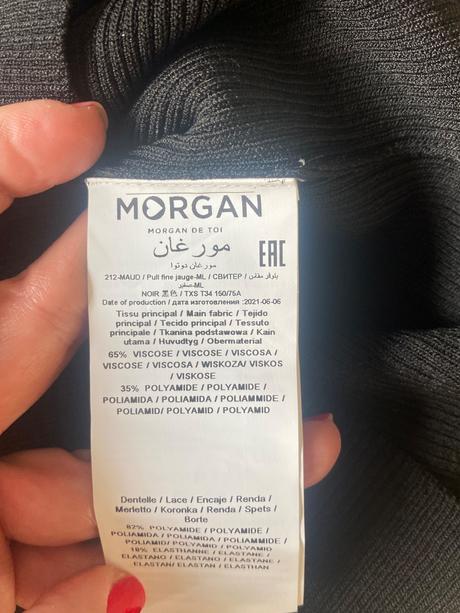 MORGAN
MORGAN DE TOI
مورغان
مورغان دوتوا
EAC
212-MAUD / Pull fine jauge-ML / СВИТЕР / بلوفر مقاس
صغير-ML
NOIR 黑色 / TXS T34 150/75A
Date of production / дата изготовления :2021-06-06
Tissu principal / Main fabric / Tejido
principal / Tecido principal / Tessuto
principale / Tkanina podstawowa / Kain
utama / Huvudtyg / Obermaterial
65% VISCOSE / VISCOSE / VISCOSA /
VISCOSE / VISCOSA / WISKOZA/ VISKOS
/ VISKOSE
35% POLYAMIDE / POLYAMIDE /
POLIAMIDA / POLIAMIDA / POLIAMMIDE /
POLIAMID/ POLYAMID / POLYAMID
Dentelle / Lace / Encaje / Renda /
Merletto / Koronka / Renda / Spets /
Borte
82% POLYAMIDE / POLYAMIDE /
POLIAMIDA / POLIAMIDA / POLIAMMIDE /
POLIAMID/ POLYAMID / POLYAMID
18% ELASTHANNE / ELASTANE /
ELASTANO / ELASTANO / ELASTANE /
ELASTAN/ ELASTAN / ELASTHAN